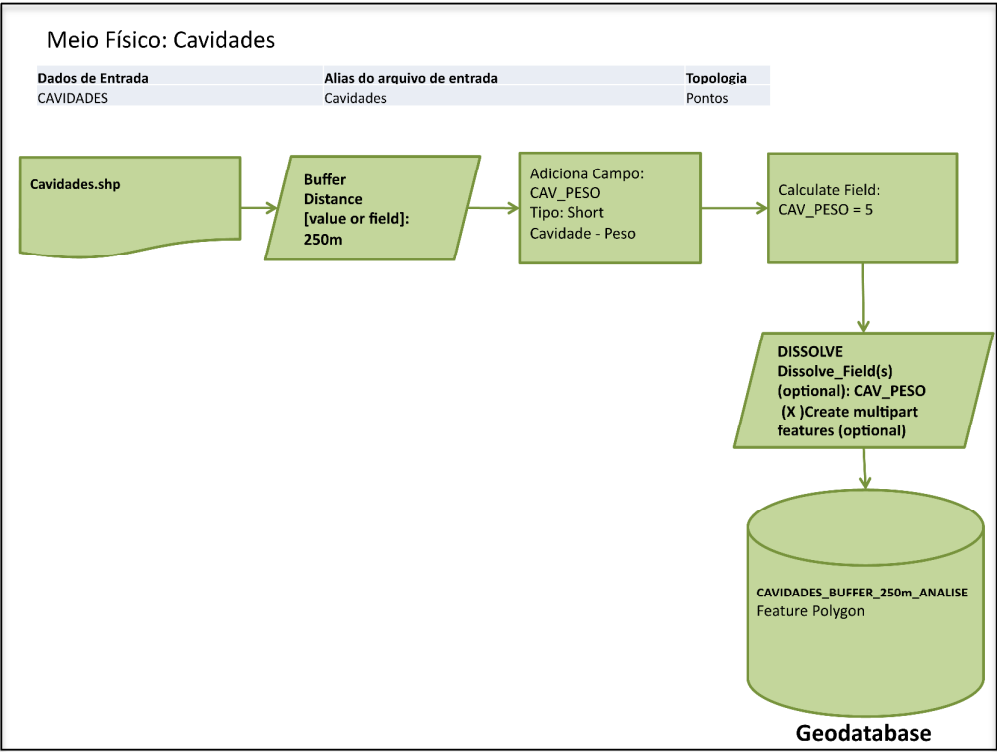 Meio Físico: Cavidades
Dados de Entrada Alias do arquivo de entrada Topologia
CAVIDADES Cavidades Pontos
Cavidades.shp
Buffer
Distance
[value or field]:
250m
Adiciona Campo:
CAV_PESO
Tipo: Short
Cavidade - Peso
Calculate Field:
CAV_PESO = 5
DISSOLVE
Dissolve_Field(s)
(optional): CAV_PESO
(X )Create multipart
features (optional)
CAVIDADES_BUFFER_250m_ANALISE
Feature Polygon
Geodatabase